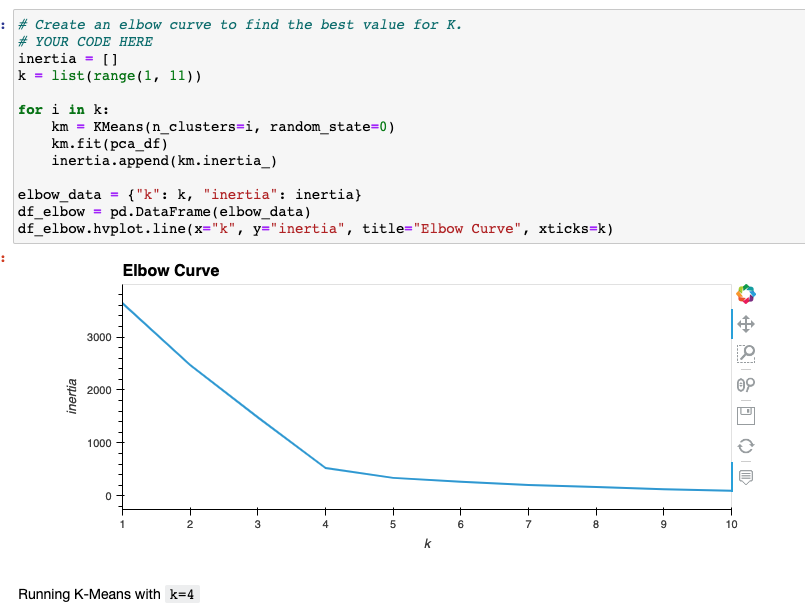 # Create an elbow curve to find the best value for K.
# YOUR CODE HERE
inertia = []
k = list(range(1, 11))
for i in k:
    km = KMeans(n_clusters=i, random_state=0)
    km.fit(pca_df)
    inertia.append(km.inertia_)
elbow_data = {"k": k, "inertia": inertia}
df_elbow = pd.DataFrame(elbow_data)
df_elbow.hvplot.line(x="k", y="inertia", title="Elbow Curve", xticks=k)
Elbow Curve
3000
2000
1000
0
inertia
1 2 3 4 5 6 7 8 9 10
k
Running K-Means with k=4